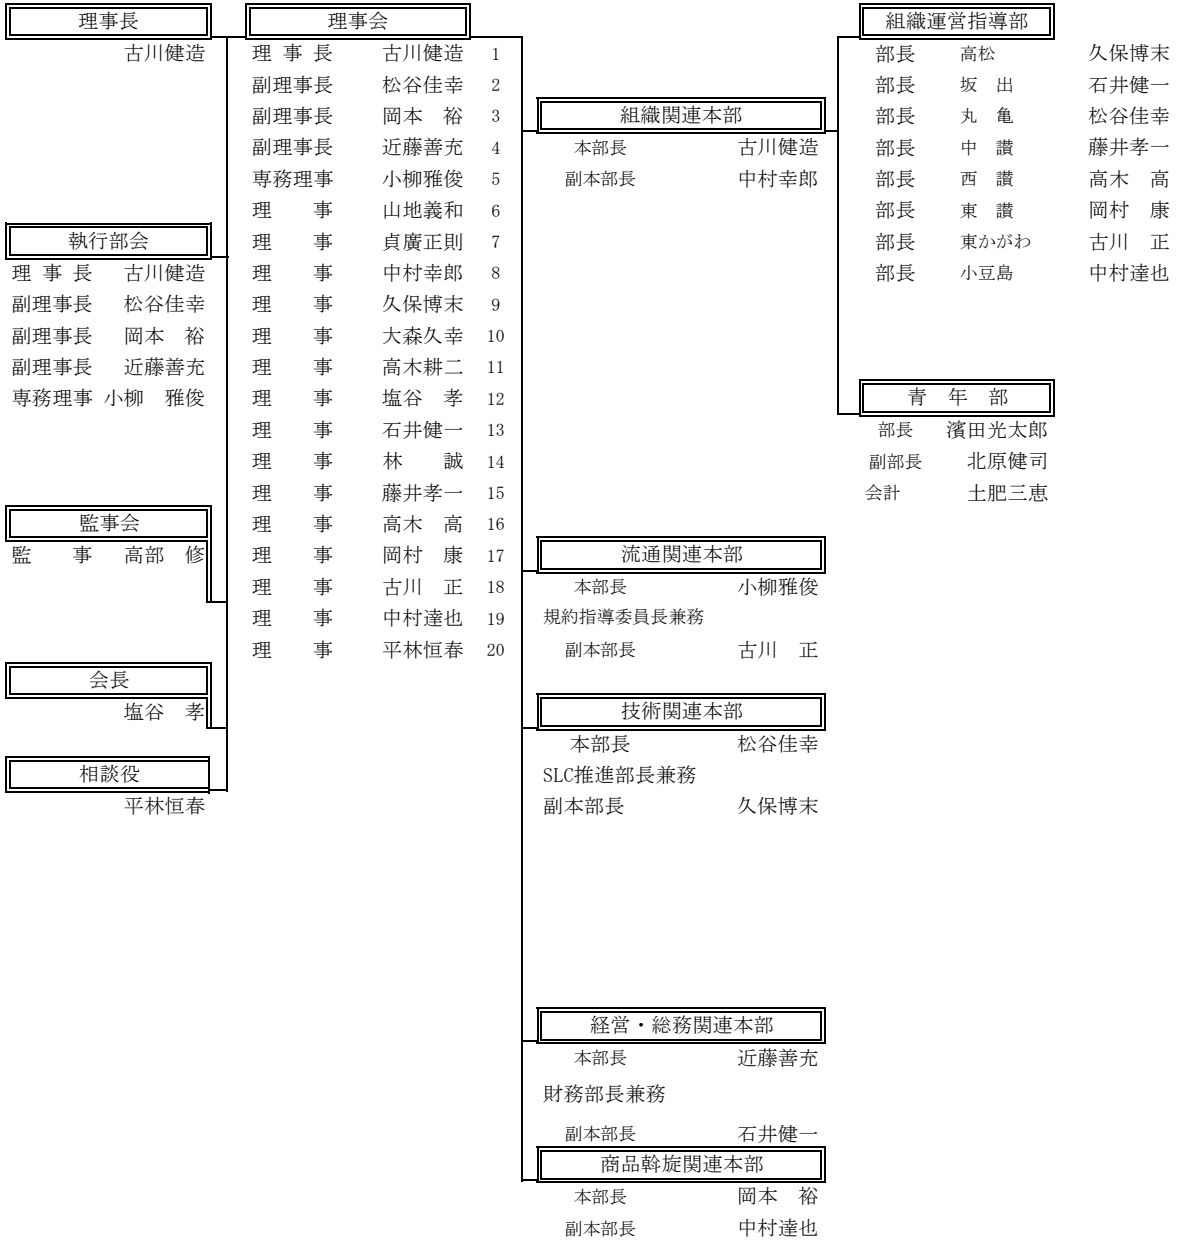 理事長
古川健造
執行部会
理 事 長 古川健造
副理事長 松谷佳幸
副理事長 岡本 裕
副理事長 近藤善充
専務理事 小柳 雅俊
監事会
監 事 高部 修
会長
塩谷 孝
相談役
平林恒春
理事会
理 事 長 古川健造 1
副理事長 松谷佳幸 2
副理事長 岡本 裕 3
副理事長 近藤善充 4
専務理事 小柳雅俊 5
理 事 山地義和 6
理 事 貞廣正則 7
理 事 中村幸郎 8
理 事 久保博末 9
理 事 大森久幸 10
理 事 高木耕二 11
理 事 塩谷 孝 12
理 事 石井健一 13
理 事 林 誠 14
理 事 藤井孝一 15
理 事 高木 高 16
理 事 岡村 康 17
理 事 古川 正 18
理 事 中村達也 19
理 事 平林恒春 20
組織関連本部
本部長 古川健造
副本部長 中村幸郎
流通関連本部
本部長 小柳雅俊
規約指導委員長兼務
副本部長 古川 正
技術関連本部
本部長 松谷佳幸
SLC推進部長兼務
副本部長 久保博末
経営・総務関連本部
本部長 近藤善充
財務部長兼務
副本部長 石井健一
商品斡旋関連本部
本部長 岡本 裕
副本部長 中村達也
組織運営指導部
部長 高松 久保博末
部長 坂 出 石井健一
部長 丸 亀 松谷佳幸
部長 中 讃 藤井孝一
部長 西 讃 高木 高
部長 東 讃 岡村 康
部長 東かがわ 古川 正
部長 小豆島 中村達也
青 年 部
部長 濱田光太郎
副部長 北原健司
会計 土肥三恵